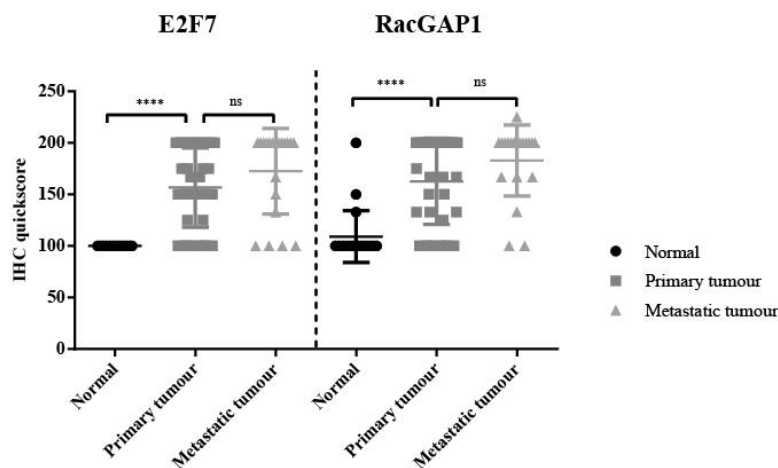 E2F7 RacGAP1
**** ns **** ns
IHC quickscore
250
200
150
100
50
0
Normal
Primary tumour
Metastatic tumour
Normal
Primary tumour
Metastatic tumour
Normal
Primary tumour
Metastatic tumour